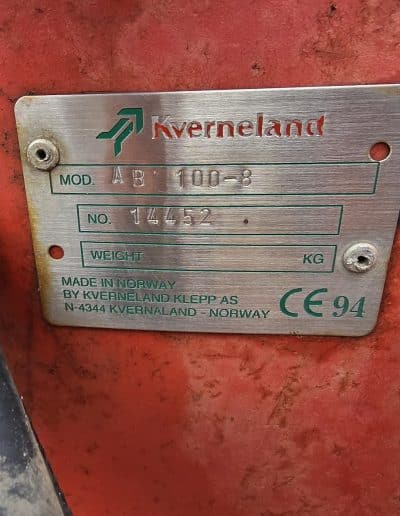 Kverneland
MOD. AB 100-8
NO. 14452
WEIGHT KG
MADE IN NORWAY
BY KVERNELAND KLEPP AS
N-4344 KVERNALAND - NORWAY
CE 94